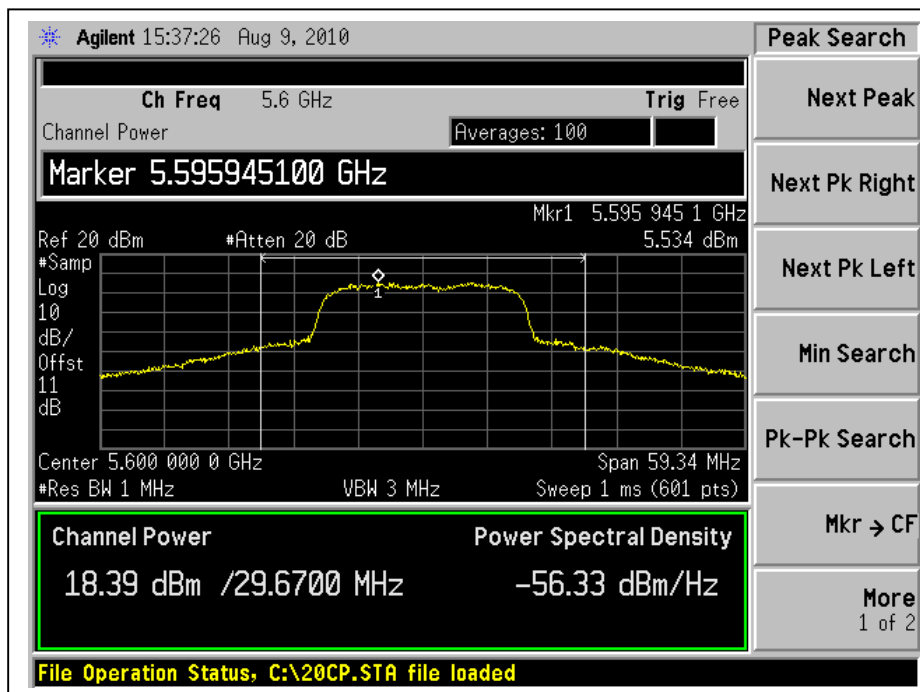 Agilent 15:37:26 Aug 9, 2010
Peak Search
Ch Freq 5.6 GHz Trig Free
Channel Power Averages: 100
Marker 5.595945100 GHz
Mkr1 5.595 945 1 GHz
Ref 20 dBm #Atten 20 dB 5.534 dBm
#Samp
Log
10
dB/
Offst
11
dB
1
Center 5.600 000 0 GHz Span 59.34 MHz
#Res BW 1 MHz VBW 3 MHz Sweep 1 ms (601 pts)
Channel Power Power Spectral Density
18.39 dBm /29.6700 MHz -56.33 dBm/Hz
File Operation Status, C:\20CP.STA file loaded
Next Peak
Next Pk Right
Next Pk Left
Min Search
Pk-Pk Search
Mkr → CF
More
1 of 2